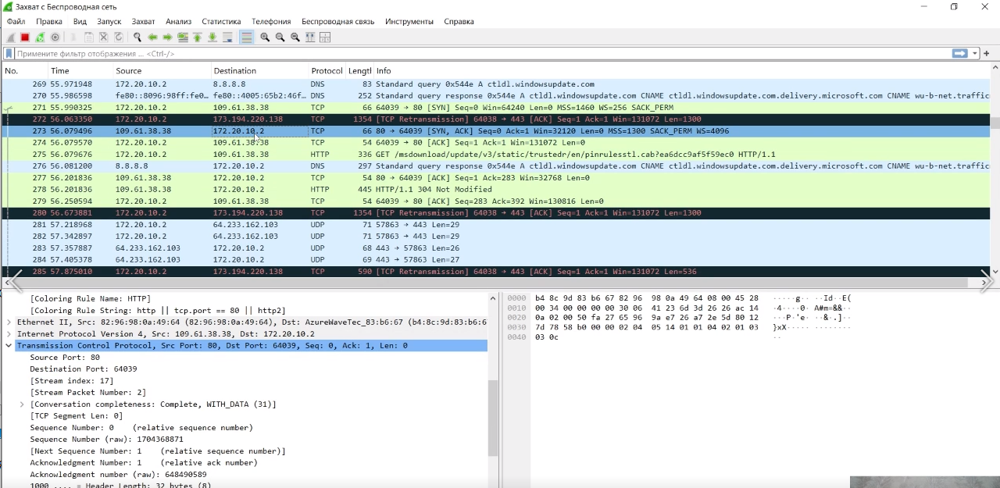 Захват с Беспроводная сеть
Файл Правка Вид Запуск Захват Анализ Статистика Телефония Беспроводная связь Инструменты Справка
Примените фильтр отображения ... <Ctrl-/>
No. Time Source Destination Protocol Lengtl Info
269 55.971948 172.20.10.2 8.8.8.8 DNS 83 Standard query 0x544e A ctldl.windowsupdate.com
270 55.986598 fe80::8096:98ff:fe0… fe80::4005:65b2:46f… DNS 252 Standard query response 0x544e A ctldl.windowsupdate.com CNAME ctldl.windowsupdate.com.delivery.microsoft.com CNAME wu-b-net.traffic
271 55.990325 172.20.10.2 109.61.38.38 TCP 66 64039 → 80 [SYN] Seq=0 Win=64240 Len=0 MSS=1460 WS=256 SACK_PERM
272 56.063350 172.20.10.2 173.194.220.138 TCP 1354 [TCP Retransmission] 64038 → 443 [ACK] Seq=1 Ack=1 Win=131072 Len=1300
273 56.079496 109.61.38.38 172.20.10.2 TCP 66 80 → 64039 [SYN, ACK] Seq=0 Ack=1 Win=32120 Len=0 MSS=1300 SACK_PERM WS=4096
274 56.079570 172.20.10.2 109.61.38.38 TCP 54 64039 → 80 [ACK] Seq=1 Ack=1 Win=131072 Len=0
275 56.079676 172.20.10.2 109.61.38.38 HTTP 336 GET /msdownload/update/v3/static/trustedr/en/pinrulesstl.cab?ea6dcc9af5f59ec0 HTTP/1.1
276 56.081200 8.8.8.8 172.20.10.2 DNS 297 Standard query response 0x544e A ctldl.windowsupdate.com CNAME ctldl.windowsupdate.com.delivery.microsoft.com CNAME wu-b-net.traffic
277 56.201836 109.61.38.38 172.20.10.2 TCP 54 80 → 64039 [ACK] Seq=1 Ack=283 Win=32768 Len=0
278 56.201836 109.61.38.38 172.20.10.2 HTTP 445 HTTP/1.1 304 Not Modified
279 56.250594 172.20.10.2 109.61.38.38 TCP 54 64039 → 80 [ACK] Seq=283 Ack=392 Win=130816 Len=0
280 56.673881 172.20.10.2 173.194.220.138 TCP 1354 [TCP Retransmission] 64038 → 443 [ACK] Seq=1 Ack=1 Win=131072 Len=1300
281 57.218968 172.20.10.2 64.233.162.103 UDP 71 57863 → 443 Len=29
282 57.342897 172.20.10.2 64.233.162.103 UDP 71 57863 → 443 Len=29
283 57.357887 64.233.162.103 172.20.10.2 UDP 68 443 → 57863 Len=26
284 57.405378 64.233.162.103 172.20.10.2 UDP 69 443 → 57863 Len=27
285 57.875010 172.20.10.2 173.194.220.138 TCP 590 [TCP Retransmission] 64038 → 443 [ACK] Seq=1 Ack=1 Win=131072 Len=536
[Coloring Rule Name: HTTP]
[Coloring Rule String: http || tcp.port == 80 || http2]
Ethernet II, Src: 82:96:98:0a:49:64 (82:96:98:0a:49:64), Dst: AzureWaveTec_83:b6:67 (b4:8c:9d:83:b6:6
Internet Protocol Version 4, Src: 109.61.38.38, Dst: 172.20.10.2
Transmission Control Protocol, Src Port: 80, Dst Port: 64039, Seq: 0, Ack: 1, Len: 0
Source Port: 80
Destination Port: 64039
[Stream index: 17]
[Stream Packet Number: 2]
[Conversation completeness: Complete, WITH_DATA (31)]
[TCP Segment Len: 0]
Sequence Number: 0 (relative sequence number)
Sequence Number (raw): 1704368871
[Next Sequence Number: 1 (relative sequence number)]
Acknowledgment Number: 1 (relative ack number)
Acknowledgment number (raw): 648490589
1000 .... = Header Length: 32 bytes (8)
0000 b4 8c 9d 83 b6 67 82 96 98 0a 49 64 08 00 45 28 ·····g·· ··Id··E(
0010 00 34 00 00 00 00 30 06 41 23 6d 3d 26 26 ac 14 ·4····0· A#m=&&··
0020 0a 02 00 50 fa 27 65 96 9a e7 26 a7 2e 5d 80 12 ···P·'e· ··&·.]··
0030 7d 78 58 b0 00 00 02 04 05 14 01 01 04 02 01 03 }xX····· ········
0040 03 0c ··